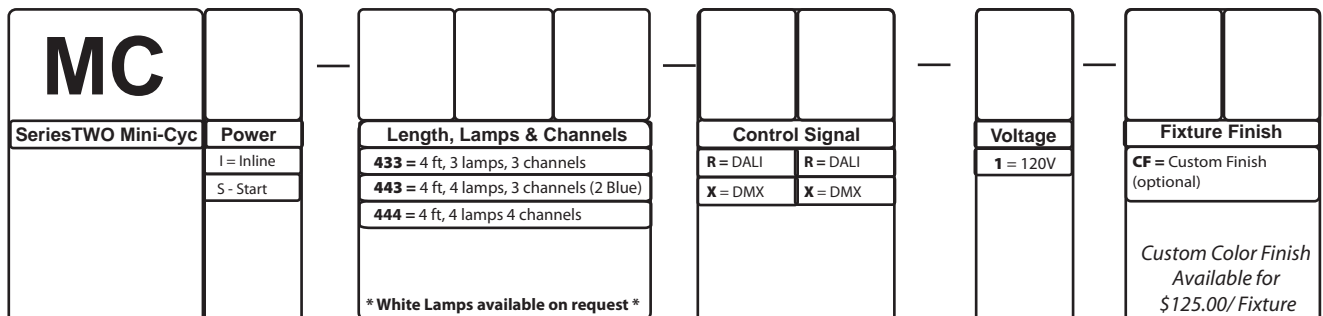 MC
SeriesTWO Mini-Cyc
Power
I = Inline
S - Start
—
Length, Lamps & Channels
433 = 4 ft, 3 lamps, 3 channels
443 = 4 ft, 4 lamps, 3 channels (2 Blue)
444 = 4 ft, 4 lamps 4 channels
* White Lamps available on request *
—
Control Signal
R = DALI R = DALI
X = DMX X = DMX
—
Voltage
1 = 120V
—
Fixture Finish
CF = Custom Finish
(optional)
Custom Color Finish
Available for
$125.00/ Fixture